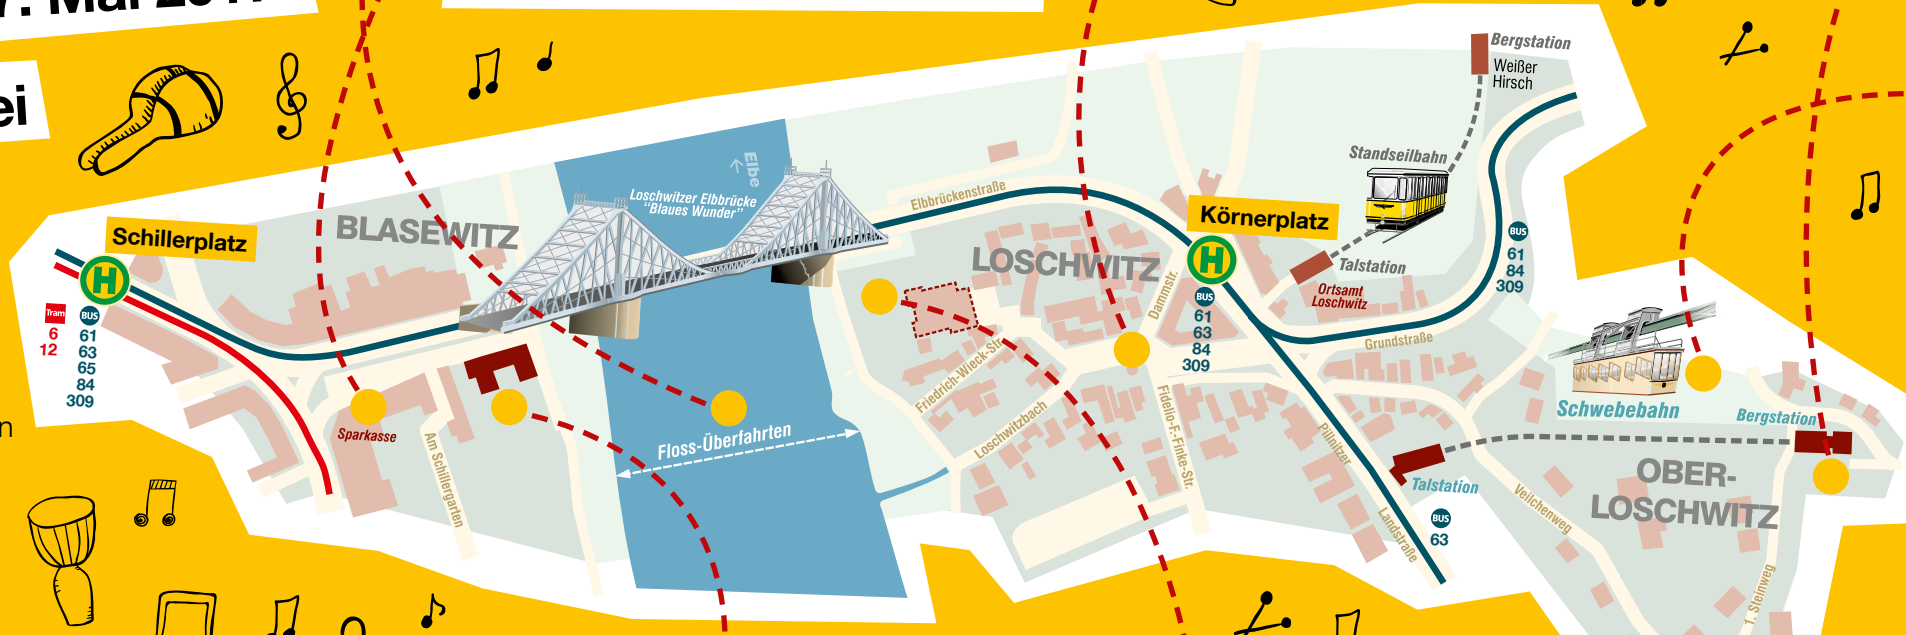 7. Mai 2017
ei
n
Schillerplatz
Tram
6
12
BUS
61
63
65
84
309
BLASEWITZ
Sparkasse
Am Schillergarten
Elbe
Loschwitzer Elbbrücke
"Blaues Wunder"
Floss-Überfahrten
Elbbrückenstraße
LOSCHWITZ
Friedrich-Wieck-Str.
Loschwitzbach
Dammstr.
Fidelio-F.-Finke-Str.
Körnerplatz
H
H
BUS
61
63
84
309
Bergstation
Weißer
Hirsch
Standseilbahn
Talstation
Ortsamt
Loschwitz
Grundstraße
BUS
61
84
309
Pillnitzer
Landstraße
BUS
63
Schwebebahn
Bergstation
Talstation
OBER-
LOSCHWITZ
Veilchenweg
1. Steinweg